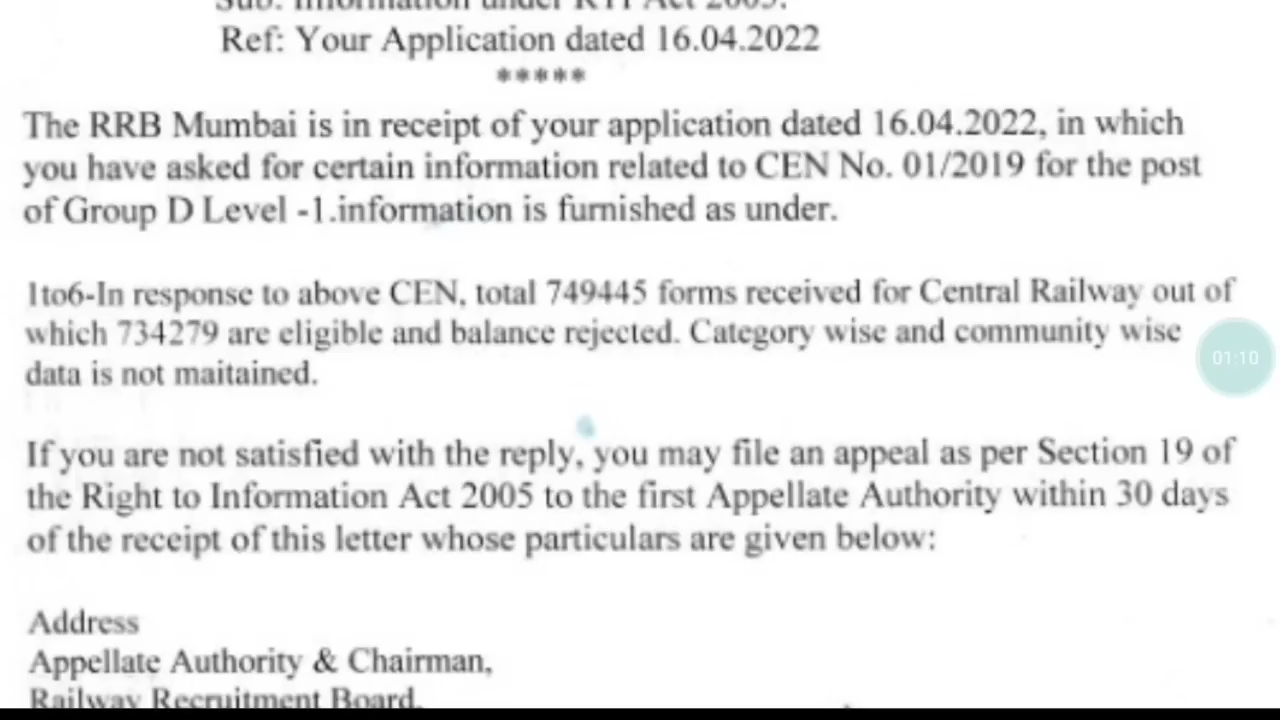 Sub: Information under RTI Act 2005.
Ref: Your Application dated 16.04.2022
*****
The RRB Mumbai is in receipt of your application dated 16.04.2022, in which
you have asked for certain information related to CEN No. 01/2019 for the post
of Group D Level -1.information is furnished as under.
1to6-In response to above CEN, total 749445 forms received for Central Railway out of
which 734279 are eligible and balance rejected. Category wise and community wise
data is not maitained.
01:10
If you are not satisfied with the reply, you may file an appeal as per Section 19 of
the Right to Information Act 2005 to the first Appellate Authority within 30 days
of the receipt of this letter whose particulars are given below:
Address
Appellate Authority & Chairman,
Railway Recruitment Board,